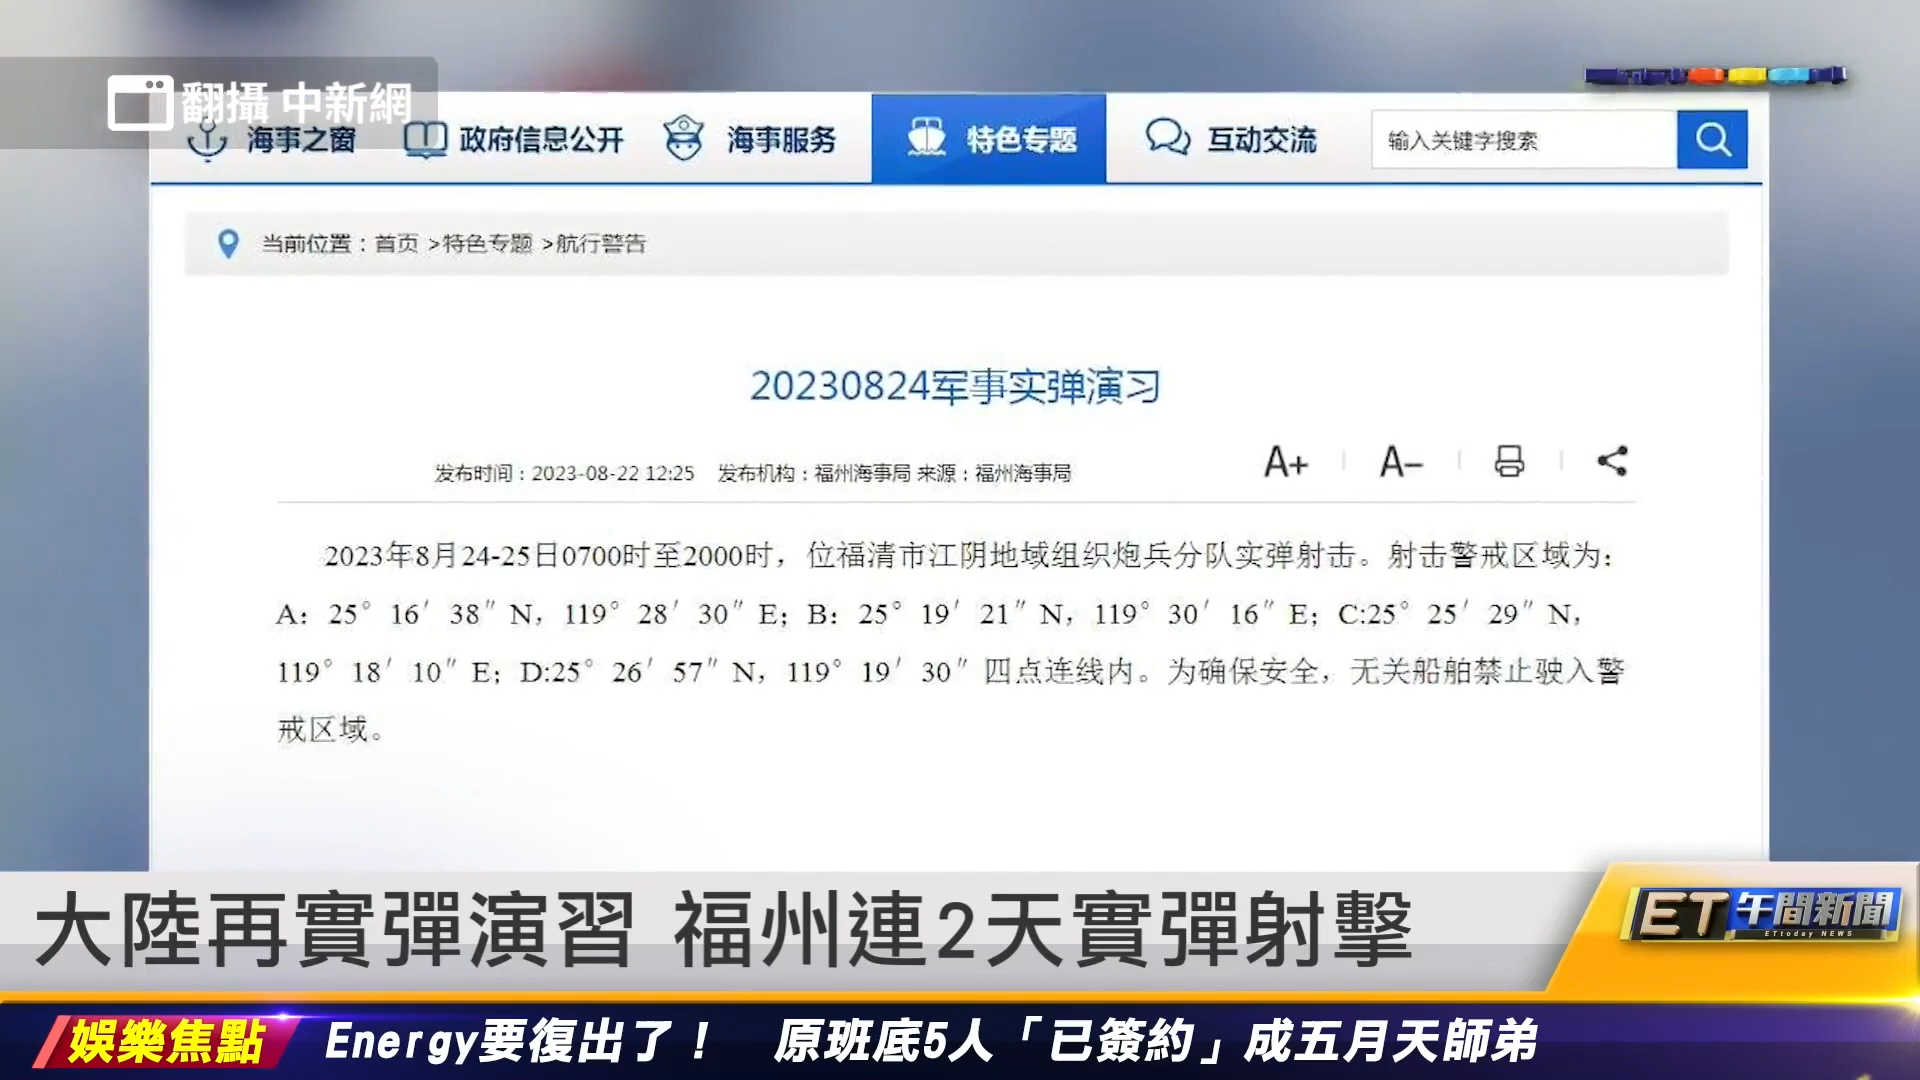 翻攝 中新網
海事之窗 政府信息公开 海事服务 特色专题 互动交流 输入关键字搜索
当前位置：首页 >特色专题 >航行警告
20230824军事实弹演习
发布时间：2023-08-22 12:25 发布机构：福州海事局 来源：福州海事局 A+ A-
2023年8月24-25日0700时至2000时，位福清市江阴地域组织炮兵分队实弹射击。射击警戒区域为：
A：25° 16′ 38″ N，119° 28′ 30″ E；B：25° 19′ 21″ N，119° 30′ 16″ E；C:25° 25′ 29″ N，
119° 18′ 10″ E；D:25° 26′ 57″ N，119° 19′ 30″ 四点连线内。为确保安全，无关船舶禁止驶入警
戒区域。
大陸再實彈演習 福州連2天實彈射擊
ET午間新聞
ETtoday NEWS
娛樂焦點 Energy要復出了！ 原班底5人「已簽約」成五月天師弟